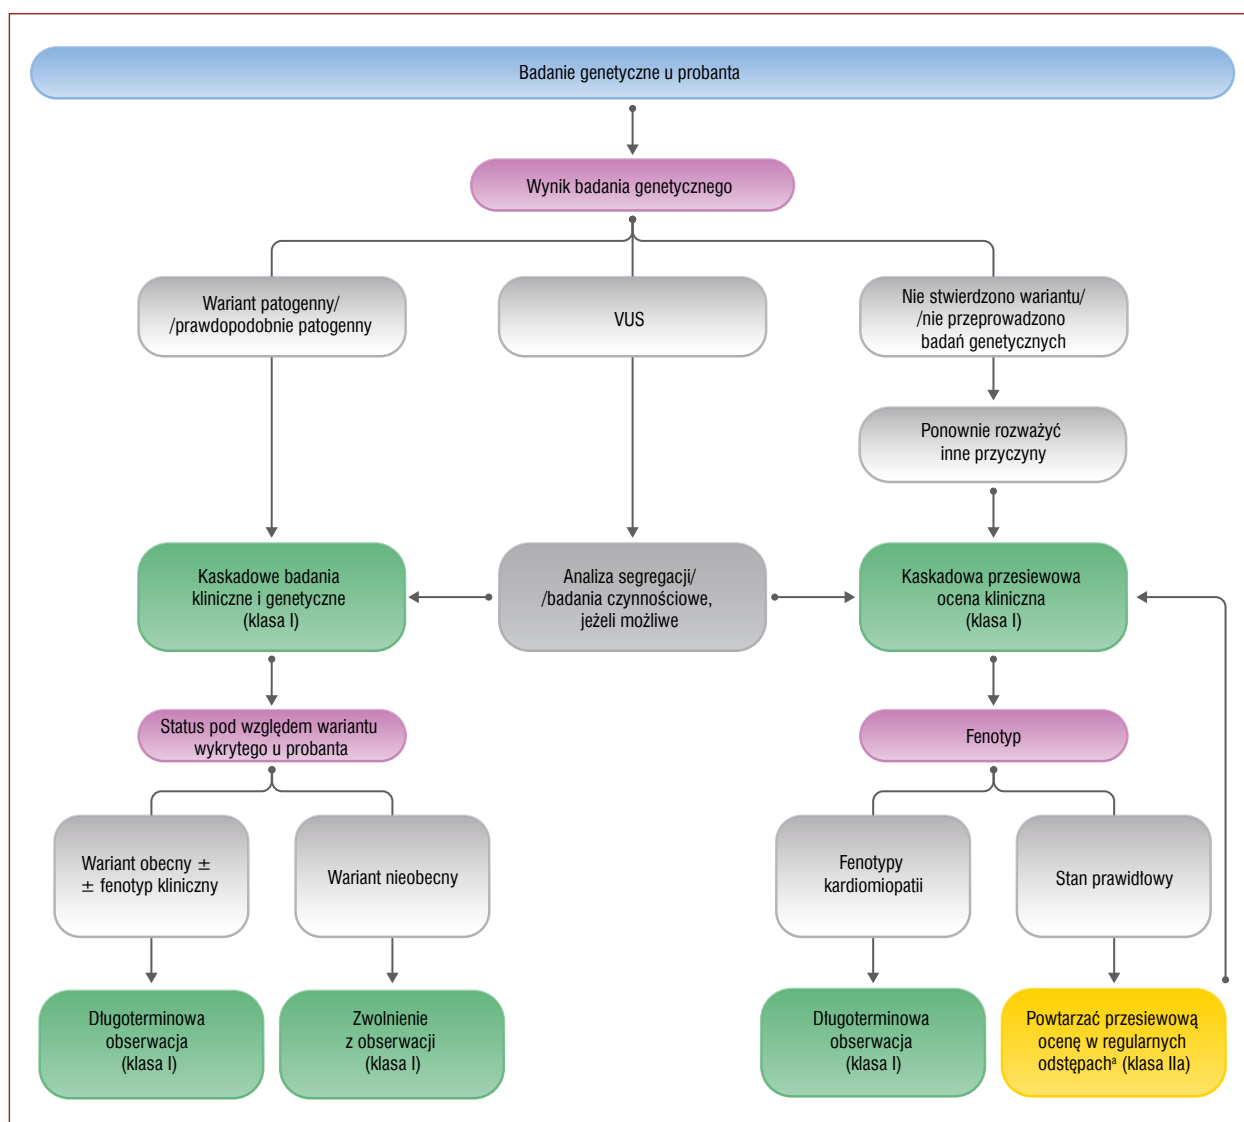 Badanie genetyczne u probanta
Wynik badania genetycznego
Wariant patogenny/
/prawdopodobnie patogenny
VUS
Nie stwierdzono wariantu/
/nie przeprowadzono
badań genetycznych
Ponownie rozważyć
inne przyczyny
Kaskadowe badania
kliniczne i genetyczne
(klasa I)
Analiza segregacji/
/badania czynnościowe,
jeżeli możliwe
Kaskadowa przesiewowa
ocena kliniczna
(klasa I)
Status pod względem wariantu
wykrytego u probanta
Fenotyp
Wariant obecny ±
± fenotyp kliniczny
Wariant nieobecny
Fenotypy
kardiomiopatii
Stan prawidłowy
Długoterminowa
obserwacja
(klasa I)
Zwolnienie
z obserwacji
(klasa I)
Długoterminowa
obserwacja
(klasa I)
Powtarzać przesiewową
ocenę w regularnych
odstępachª (klasa IIa)